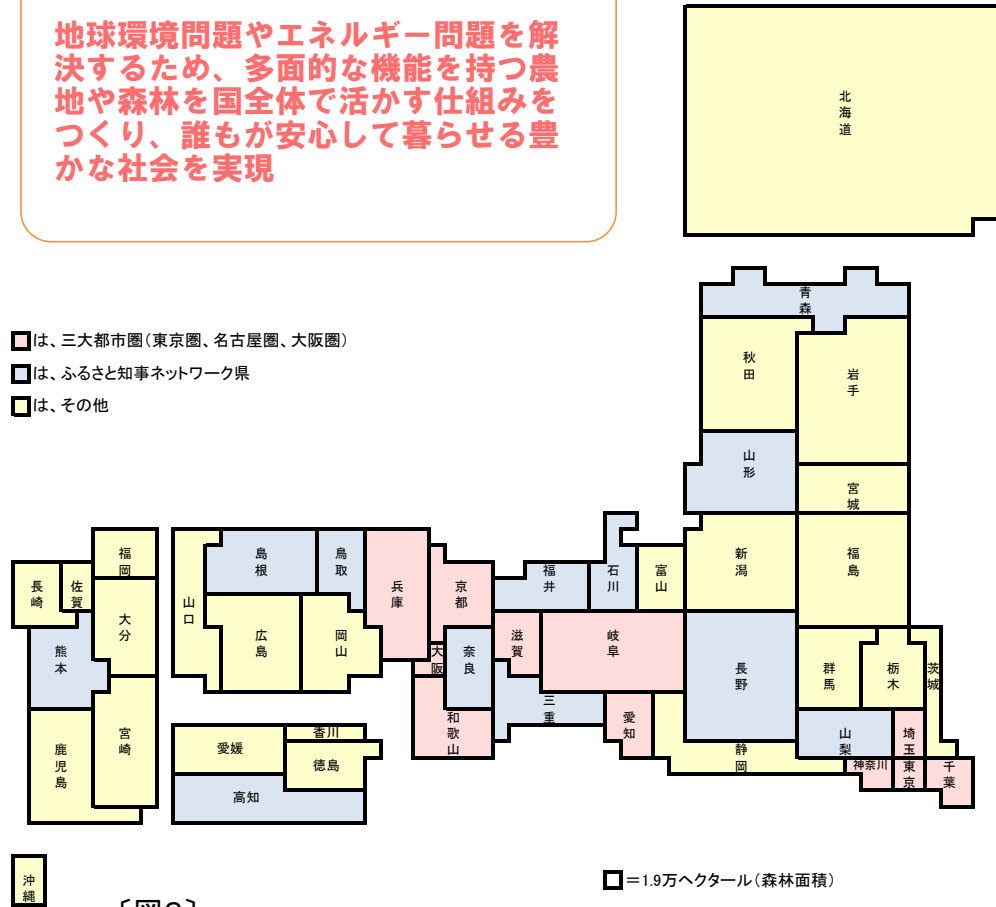 地球環境問題やエネルギー問題を解
決するため、多面的な機能を持つ農
地や森林を国全体で活かす仕組みを
つくり、誰もが安心して暮らせる豊
かな社会を実現
北海道
は、三大都市圏（東京圏、名古屋圏、大阪圏）
は、ふるさと知事ネットワーク県
は、その他
青森
秋田
岩手
山形
宮城
新潟
福島
富山
石川
福井
鳥取
島根
兵庫
京都
山口
広島
岡山
大阪
奈良
滋賀
岐阜
長野
群馬
栃木
茨城
福岡
長崎
佐賀
大分
熊本
宮崎
鹿児島
和歌山
三重
愛知
静岡
山梨
埼玉
神奈川
東京
千葉
香川
愛媛
徳島
高知
沖縄
＝1.9万ヘクタール（森林面積）